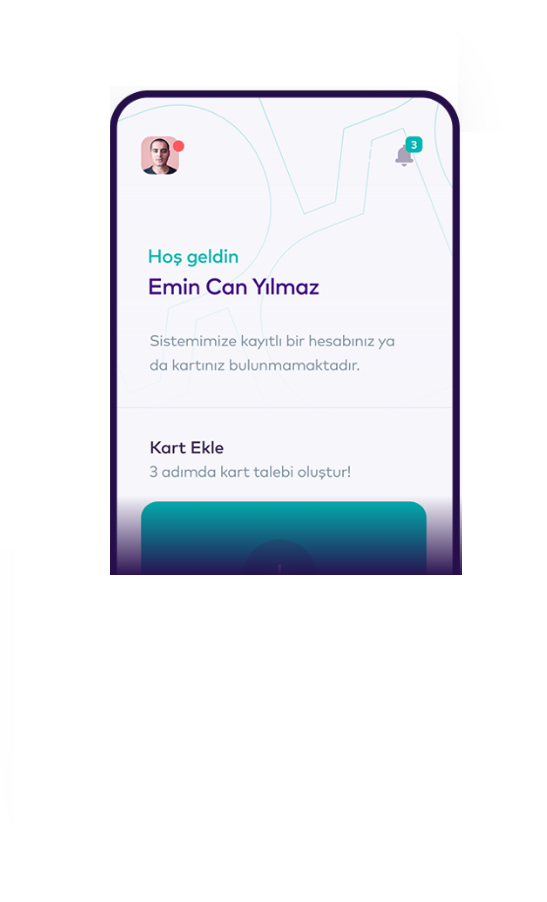 3
Hoş geldin
Emin Can Yılmaz
Sistemimize kayıtlı bir hesabınız ya
da kartınız bulunmamaktadır.
Kart Ekle
3 adımda kart talebi oluştur!